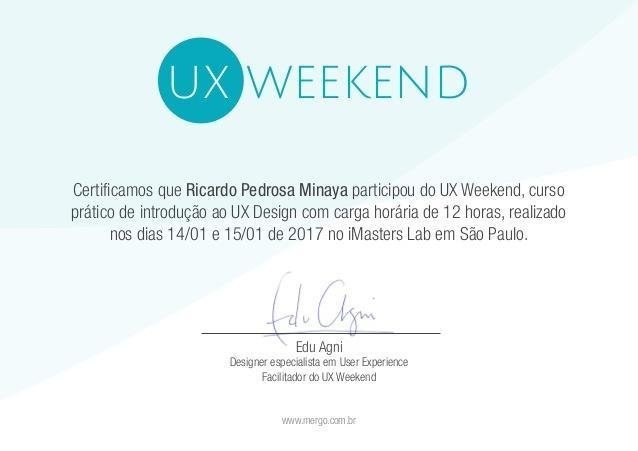 UX WEEKEND
Certificamos que Ricardo Pedrosa Minaya participou do UX Weekend, curso
prático de introdução ao UX Design com carga horária de 12 horas, realizado
nos dias 14/01 e 15/01 de 2017 no iMasters Lab em São Paulo.
Edu Agni
Edu Agni
Designer especialista em User Experience
Facilitador do UX Weekend
www.mergo.com.br